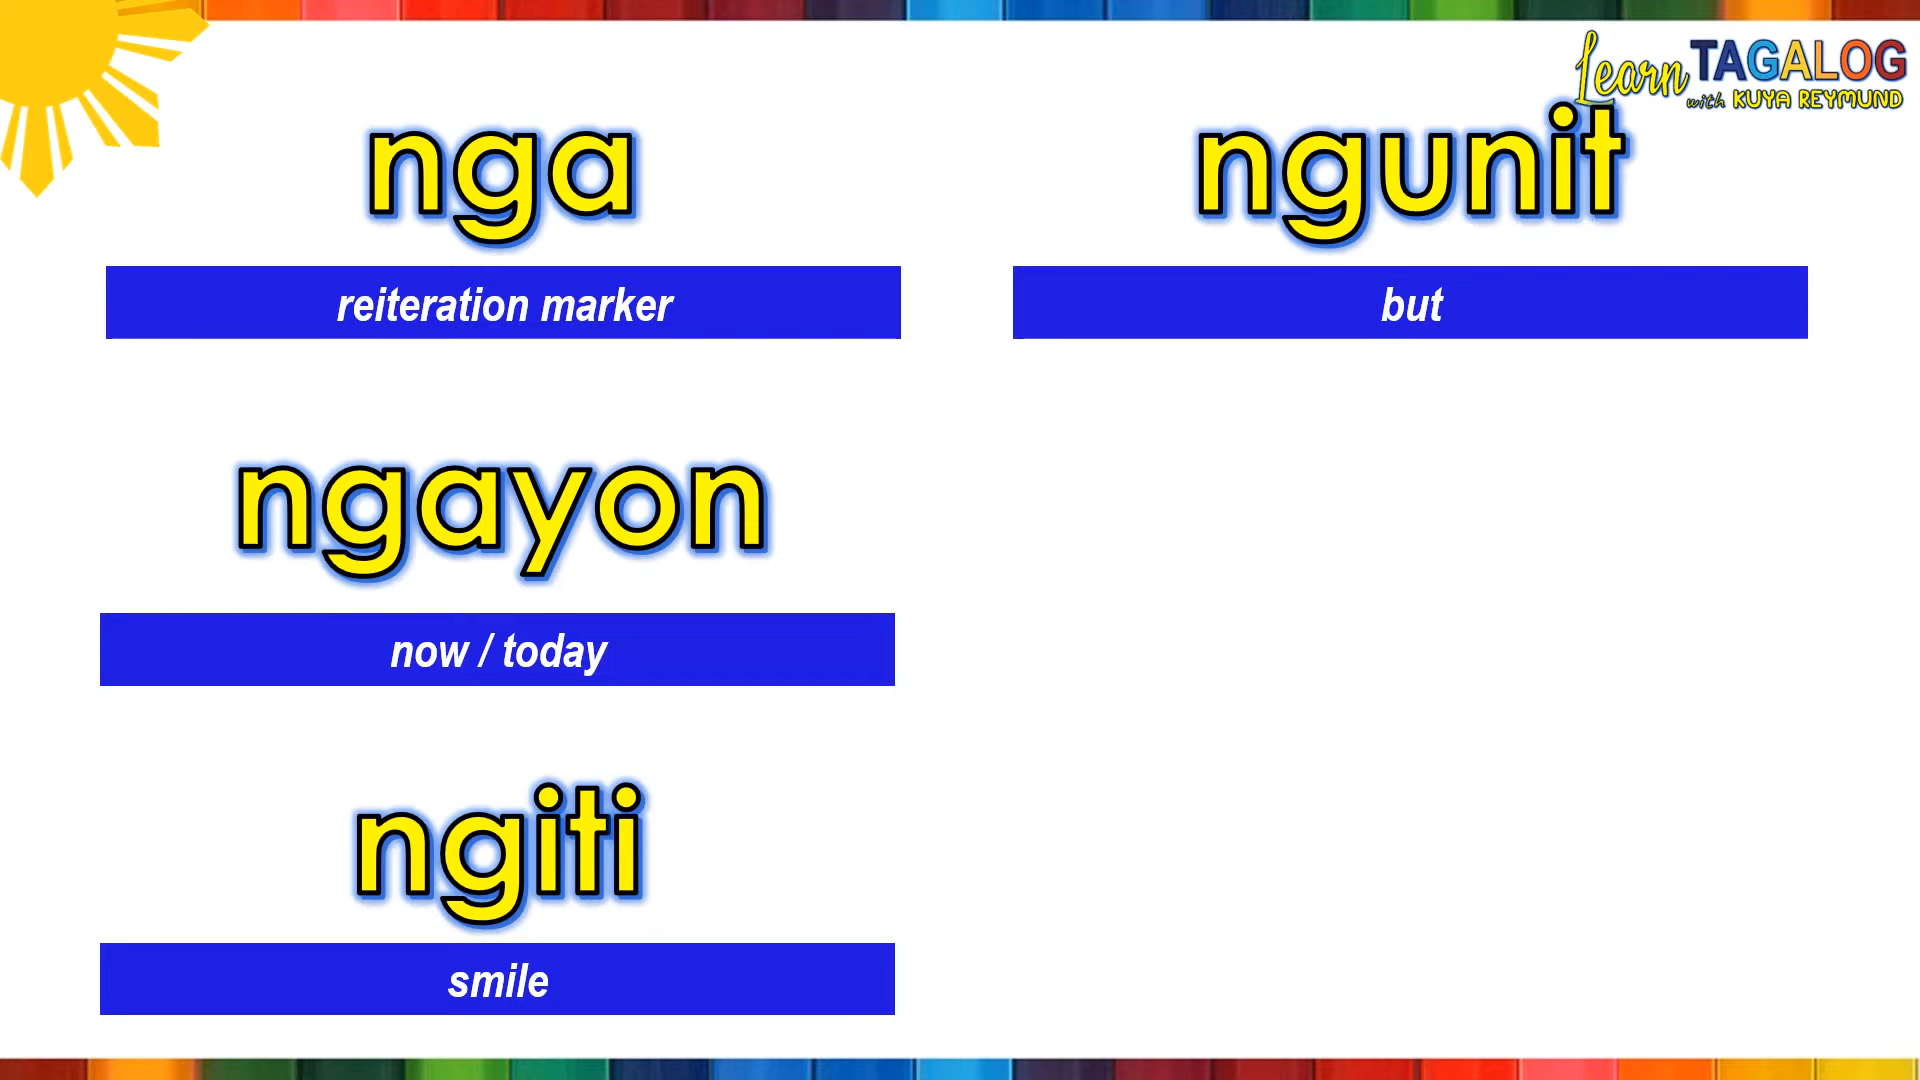 Learn TAGALOG
with KUYA REYMUND
nga
reiteration marker
ngayon
now / today
ngiti
smile
ngunit
but